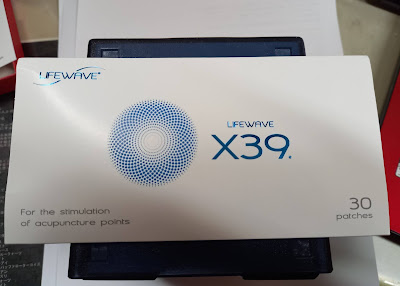 LIFEWAVE®
LIFEWAVE
X39.
For the stimulation
of acupuncture points
30
patches